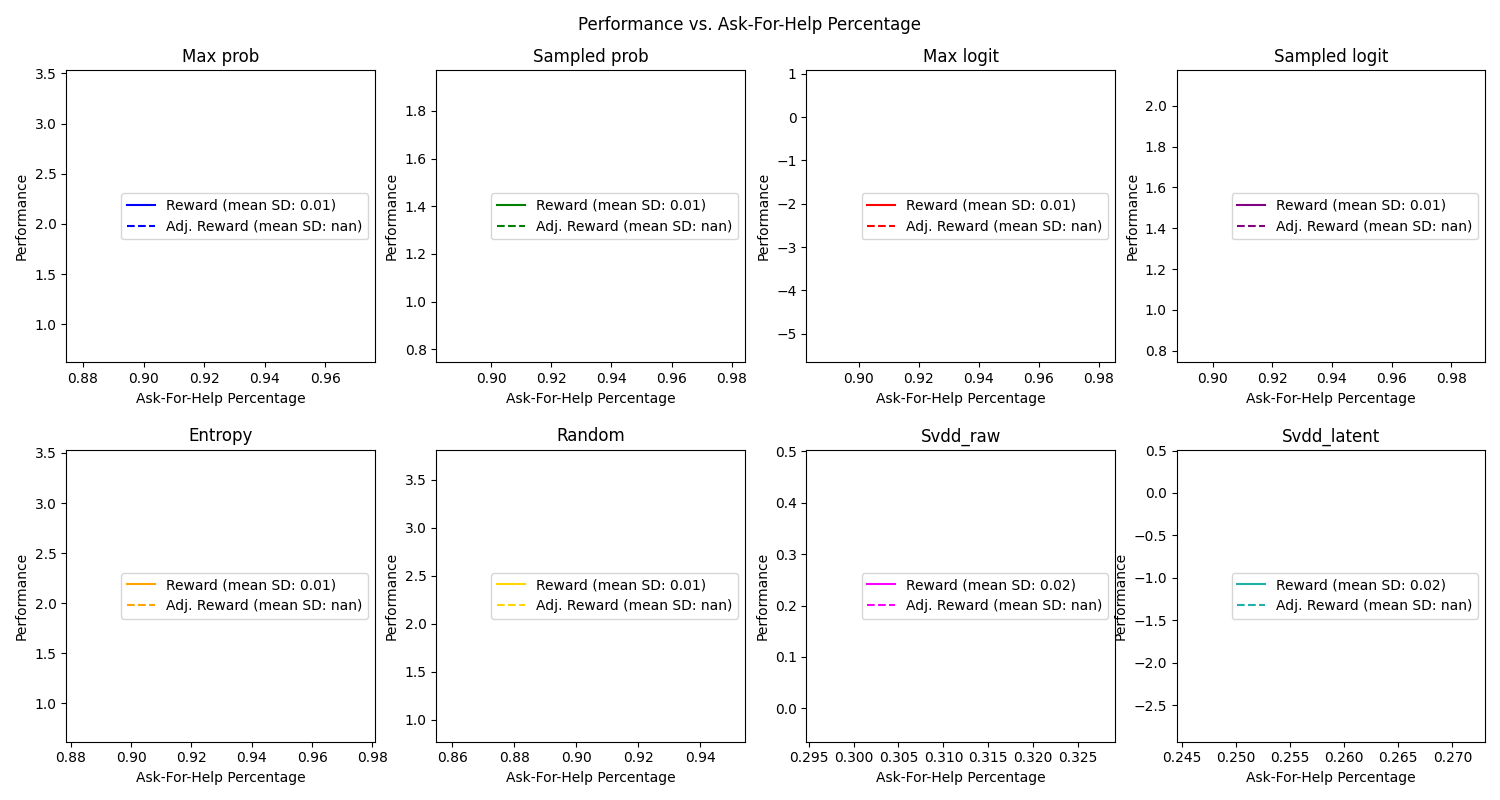 Performance vs. Ask-For-Help Percentage
Max prob
3.5
3.0
2.5
2.0
1.5
1.0
Performance
Reward (mean SD: 0.01)
Adj. Reward (mean SD: nan)
0.88 0.90 0.92 0.94 0.96
Ask-For-Help Percentage
Sampled prob
1.8
1.6
1.4
1.2
1.0
0.8
Performance
Reward (mean SD: 0.01)
Adj. Reward (mean SD: nan)
0.90 0.92 0.94 0.96 0.98
Ask-For-Help Percentage
Max logit
1
0
−1
−2
−3
−4
−5
Performance
Reward (mean SD: 0.01)
Adj. Reward (mean SD: nan)
0.90 0.92 0.94 0.96 0.98
Ask-For-Help Percentage
Sampled logit
2.0
1.8
1.6
1.4
1.2
1.0
0.8
Performance
Reward (mean SD: 0.01)
Adj. Reward (mean SD: nan)
0.90 0.92 0.94 0.96 0.98
Ask-For-Help Percentage
Entropy
3.5
3.0
2.5
2.0
1.5
1.0
Performance
Reward (mean SD: 0.01)
Adj. Reward (mean SD: nan)
0.88 0.90 0.92 0.94 0.96 0.98
Ask-For-Help Percentage
Random
3.5
3.0
2.5
2.0
1.5
1.0
Performance
Reward (mean SD: 0.01)
Adj. Reward (mean SD: nan)
0.86 0.88 0.90 0.92 0.94
Ask-For-Help Percentage
Svdd_raw
0.5
0.4
0.3
0.2
0.1
0.0
Performance
Reward (mean SD: 0.02)
Adj. Reward (mean SD: nan)
0.295 0.300 0.305 0.310 0.315 0.320 0.325
Ask-For-Help Percentage
Svdd_latent
0.5
0.0
−0.5
−1.0
−1.5
−2.0
−2.5
Performance
Reward (mean SD: 0.02)
Adj. Reward (mean SD: nan)
0.245 0.250 0.255 0.260 0.265 0.270
Ask-For-Help Percentage